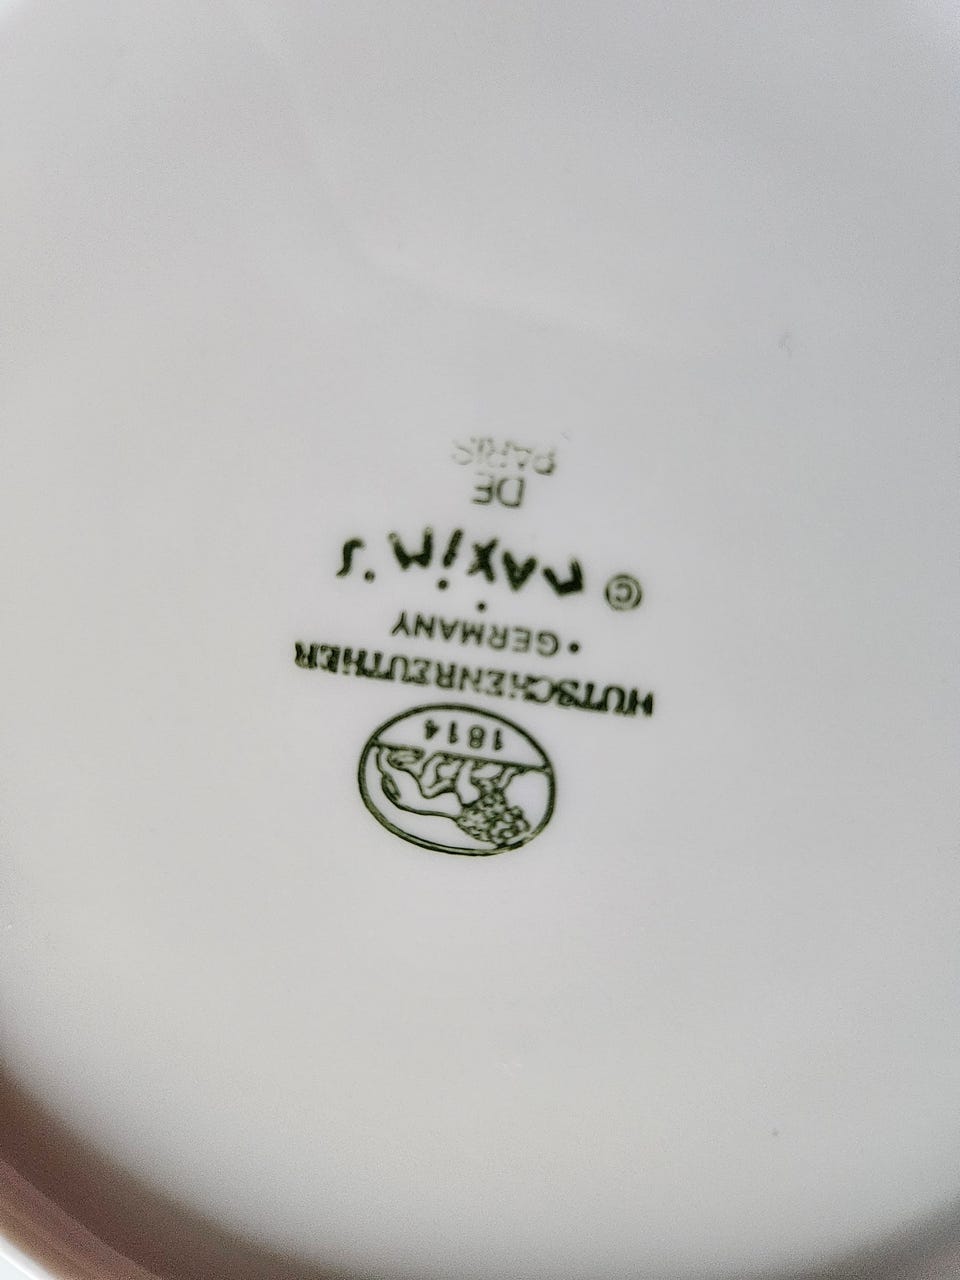 1814
HUTSCHENREUTHER
• GERMANY •
© MAXiM'S.
DE
PARIS